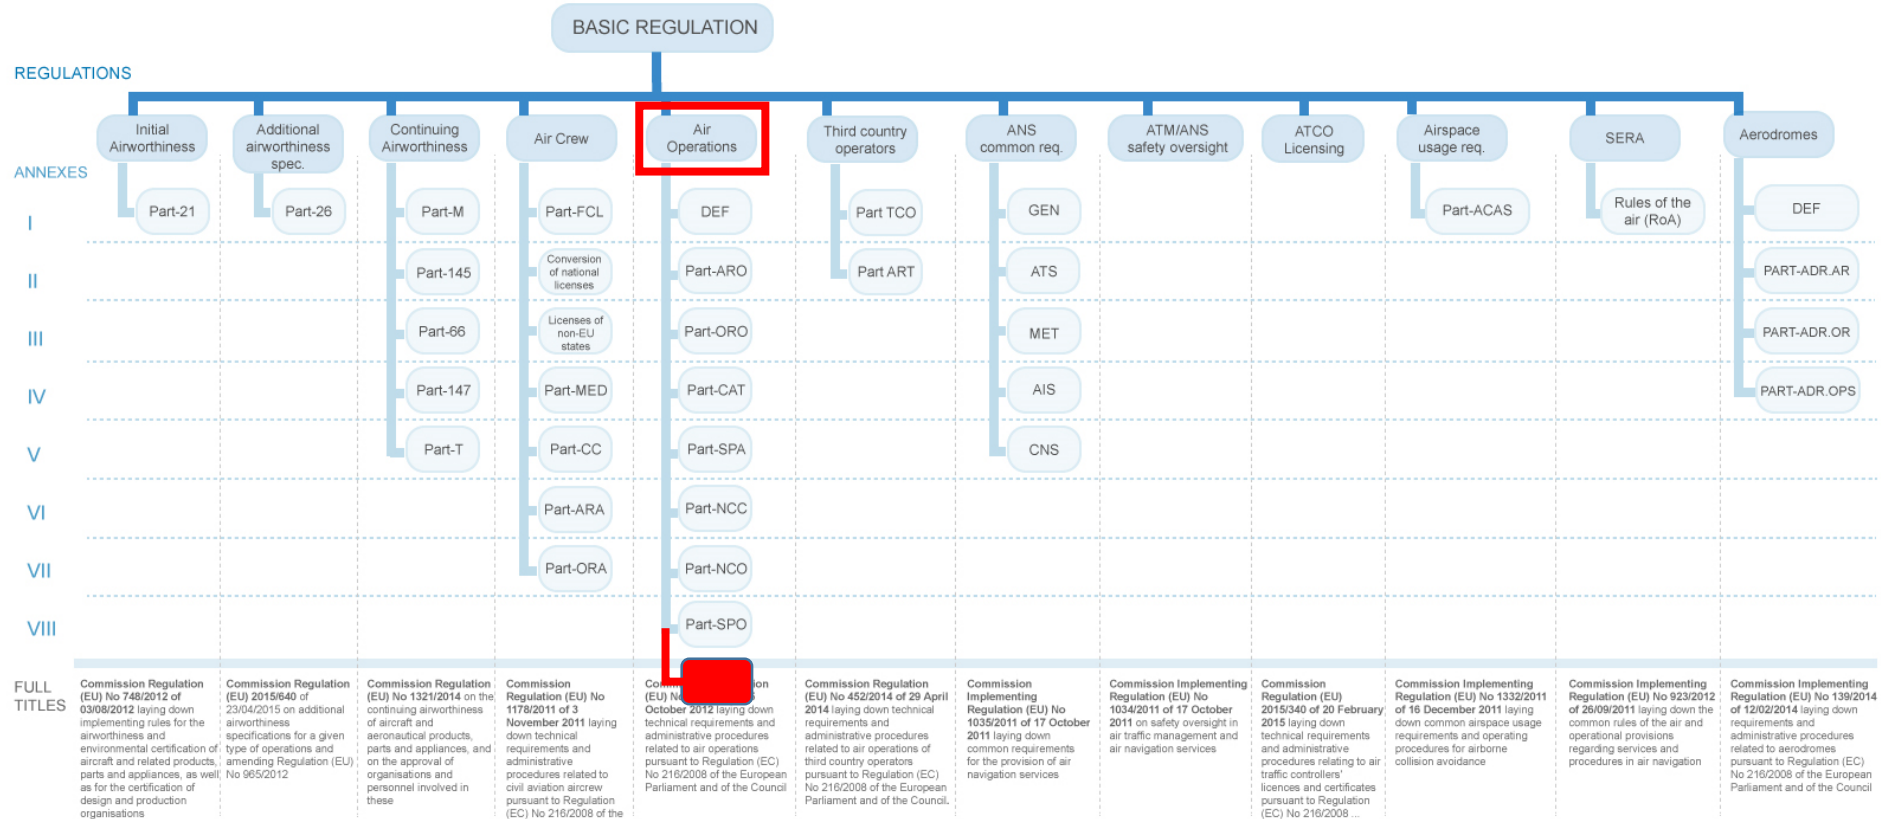 BASIC REGULATION
REGULATIONS
Initial
Airworthiness
Additional
airworthiness
spec.
Continuing
Airworthiness
Air Crew
Air
Operations
Third country
operators
ANS
common req.
ATM/ANS
safety oversight
ATCO
Licensing
Airspace
usage req.
SERA
Aerodromes
ANNEXES
I
Part-21
Part-26
Part-M
Part-FCL
DEF
Part TCO
GEN
Part-ACAS
Rules of the
air (RoA)
DEF
II
Part-145
Conversion
of national
licenses
Part-ARO
Part ART
ATS
PART-ADR.AR
III
Part-66
Licenses of
non-EU
states
Part-ORO
MET
PART-ADR.OR
IV
Part-147
Part-MED
Part-CAT
AIS
PART-ADR.OPS
V
Part-T
Part-CC
Part-SPA
CNS
VI
Part-ARA
Part-NCC
VII
Part-ORA
Part-NCO
VIII
Part-SPO
FULL
TITLES
Commission Regulation
(EU) No 748/2012 of
03/08/2012 laying down
implementing rules for the
airworthiness and
environmental certification of
aircraft and related products,
parts and appliances, as well
as for the certification of
design and production
organisations
Commission Regulation
(EU) 2015/640 of
23/04/2015 on additional
airworthiness
specifications for a given
type of operations and
amending Regulation (EU)
No 965/2012
Commission Regulation
(EU) No 1321/2014 on the
continuing airworthiness
of aircraft and
aeronautical products,
parts and appliances, and
on the approval of
organisations and
personnel involved in
these
Commission
Regulation (EU) No
1178/2011 of 3
November 2011 laying
down technical
requirements and
administrative
procedures related to
civil aviation aircrew
pursuant to Regulation
(EC) No 216/2008 of the
(EU)
October 2012 laying down
technical requirements and
administrative procedures
related to air operations
pursuant to Regulation (EC)
No 216/2008 of the European
Parliament and of the Council
Commission Regulation
(EU) No 452/2014 of 29 April
2014 laying down technical
requirements and
administrative procedures
related to air operations of
third country operators
pursuant to Regulation (EC)
No 216/2008 of the European
Parliament and of the Council.
Commission
Implementing
Regulation (EU) No
1035/2011 of 17 October
2011 laying down
common requirements
for the provision of air
navigation services
Commission Implementing
Regulation (EU) No
1034/2011 of 17 October
2011 on safety oversight in
air traffic management and
air navigation services
Commission
Regulation (EU)
2015/340 of 20 February
2015 laying down
technical requirements
and administrative
procedures relating to air
traffic controllers'
licences and certificates
pursuant to Regulation
(EC) No 216/2008 ...
Commission Implementing
Regulation (EU) No 1332/2011
of 16 December 2011 laying
down common airspace usage
requirements and operating
procedures for airborne
collision avoidance
Commission Implementing
Regulation (EU) No 923/2012
of 26/09/2011 laying down the
common rules of the air and
operational provisions
regarding services and
procedures in air navigation
Commission Implementing
Regulation (EU) No 139/2014
of 12/02/2014 laying down
requirements and
administrative procedures
related to aerodromes
pursuant to Regulation (EC)
No 216/2008 of the European
Parliament and of the Council